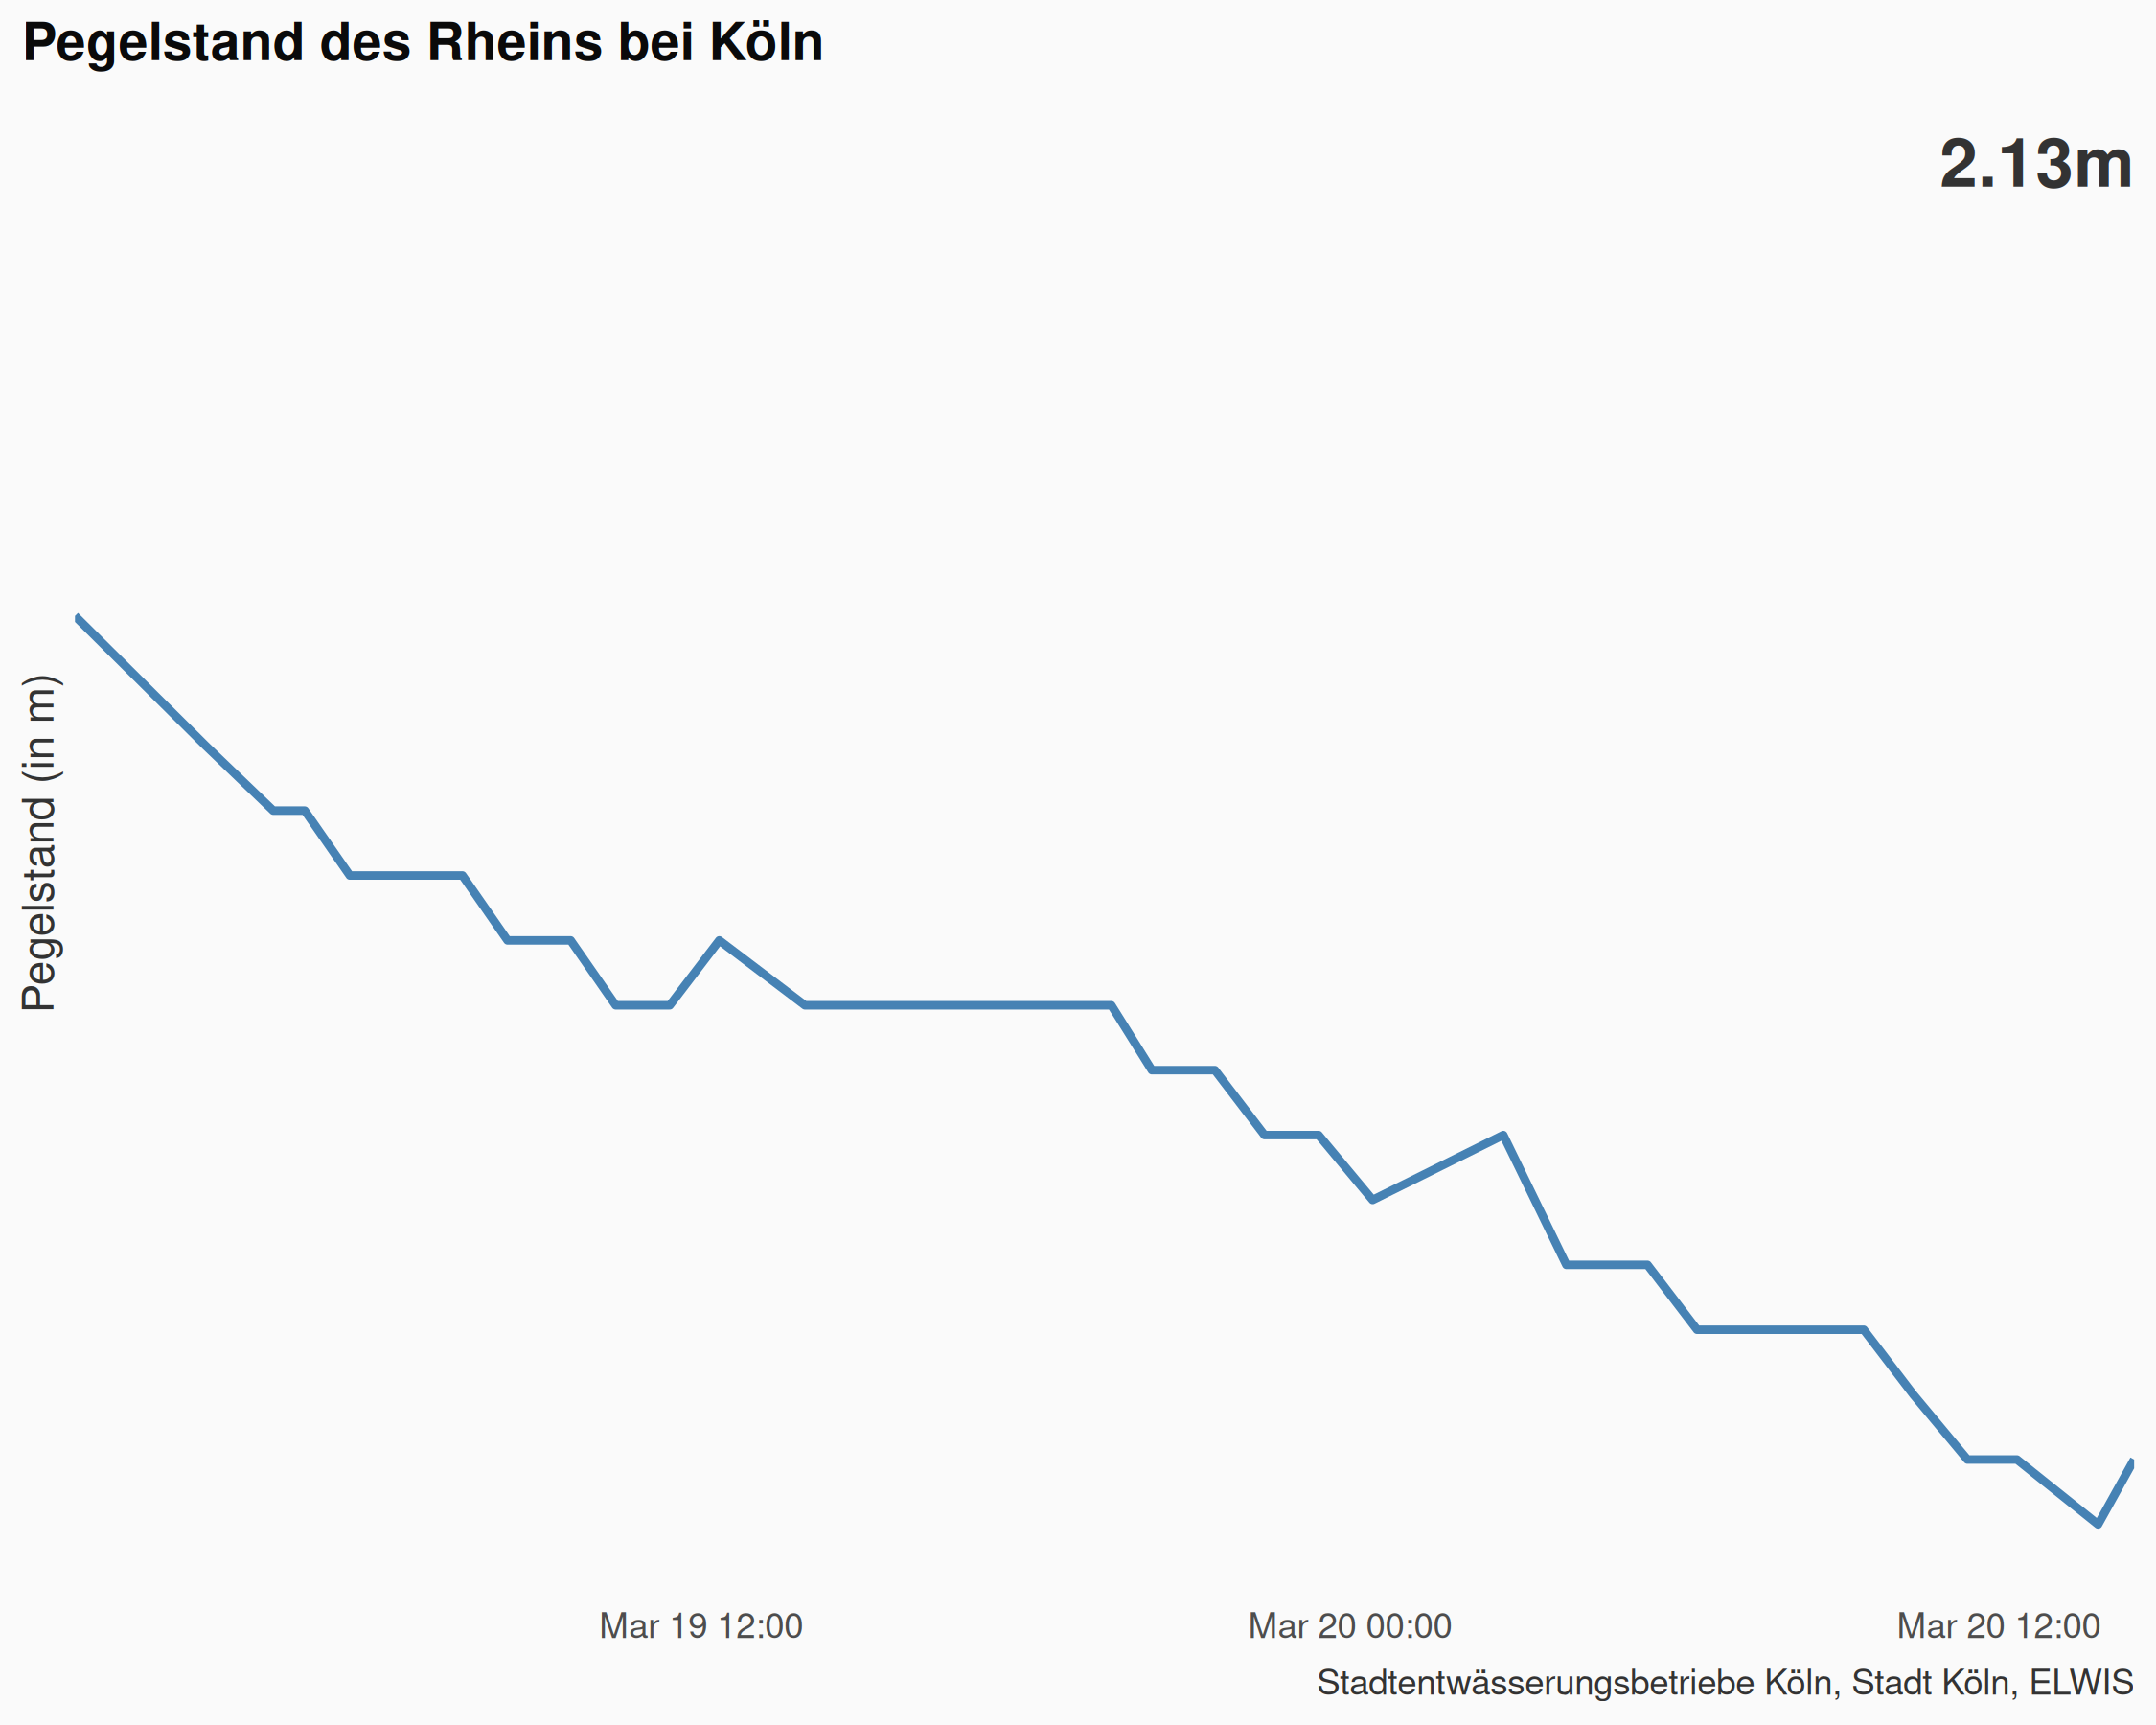 Pegelstand des Rheins bei Köln
2.13m
Pegelstand (in m)
Mar 19 12:00
Mar 20 00:00
Mar 20 12:00
Stadtentwässerungsbetriebe Köln, Stadt Köln, ELWIS